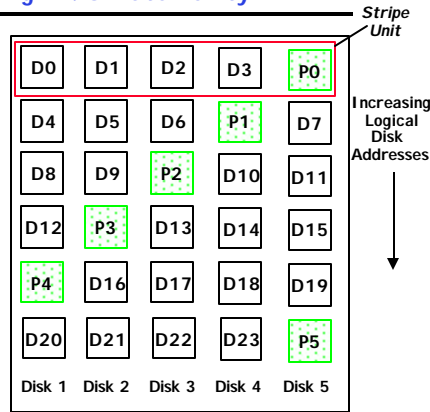 Stripe
Unit
D0 D1 D2 D3 P0
D4 D5 D6 P1 D7
D8 D9 P2 D10 D11
D12 P3 D13 D14 D15
P4 D16 D17 D18 D19
D20 D21 D22 D23 P5
Disk 1 Disk 2 Disk 3 Disk 4 Disk 5
Increasing
Logical
Disk
Addresses